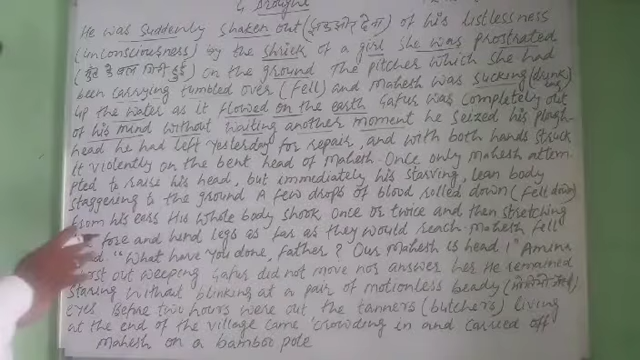 Drought
He was suddenly shaken out (झकझोर देना) of his listlessness
(unconsciousness) by the shriek of a girl she was prostrated
(मुँह के बल गिरी हुई) on the ground The pitcher which she had
been carrying tumbled over (fell) and Mahesh was sucking (drinking)
up the water as it flowed on the earth Gafur was completely out
of his mind without waiting another moment he seized his plough-
head he had left yesterday for repair, and with both hands struck
it violently on the bent head of Mahesh. Once only Mahesh attem
pted to raise his head, but immediately his starving, lean body
staggering to the ground A few drops of blood rolled down (fell down)
from his ears His whole body shook Once or twice and then stretching
fore and hind legs as far as they would reach Mahesh fell
"What have you done, father? Our Mahesh is head!" Amina
out weeping Gafur did not move nor answer her He remained
staring without blinking at a pair of motionless beady
eyes Before two hours were out the tanners (butchers) living
at the end of the village came crowding in and carried off
Mahesh on a bamboo pole